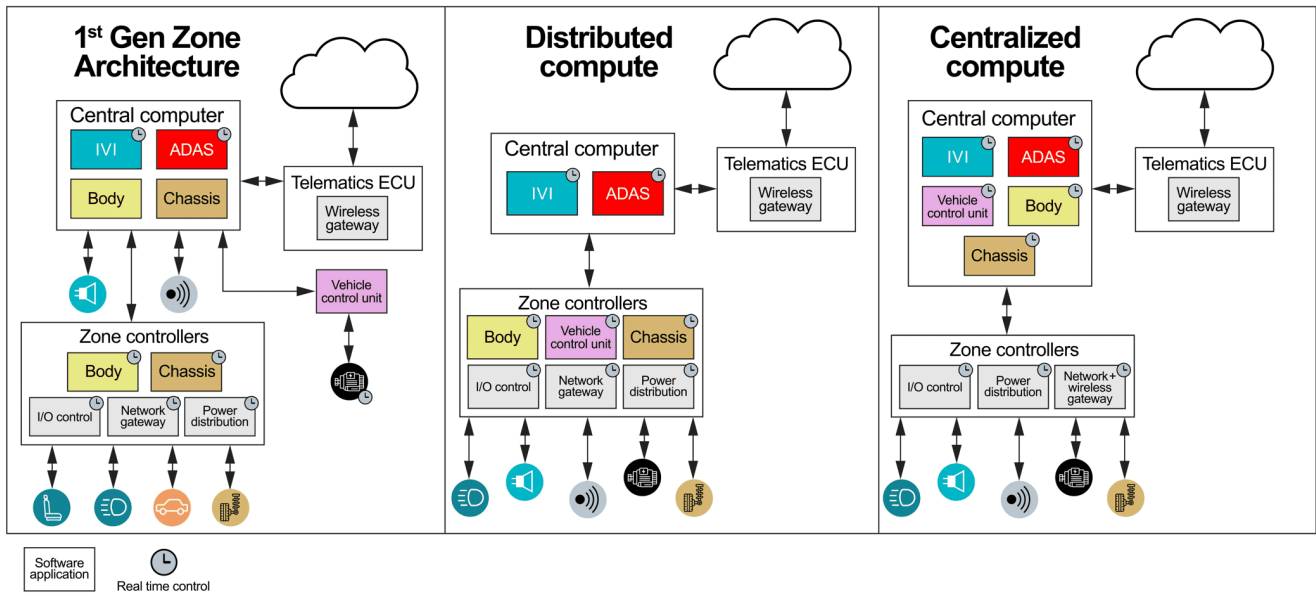 1st Gen Zone
Architecture
Central computer
IVI
ADAS
Body
Chassis
Telematics ECU
Wireless
gateway
Vehicle
control unit
Zone controllers
Body
Chassis
I/O control
Network
gateway
Power
distribution
Distributed
compute
Central computer
IVI
ADAS
Telematics ECU
Wireless
gateway
Zone controllers
Body
Vehicle
control unit
Chassis
I/O control
Network
gateway
Power
distribution
Centralized
compute
Central computer
IVI
ADAS
Vehicle
control unit
Body
Chassis
Telematics ECU
Wireless
gateway
Zone controllers
I/O control
Power
distribution
Network+
wireless
gateway
Software
application
Real time control